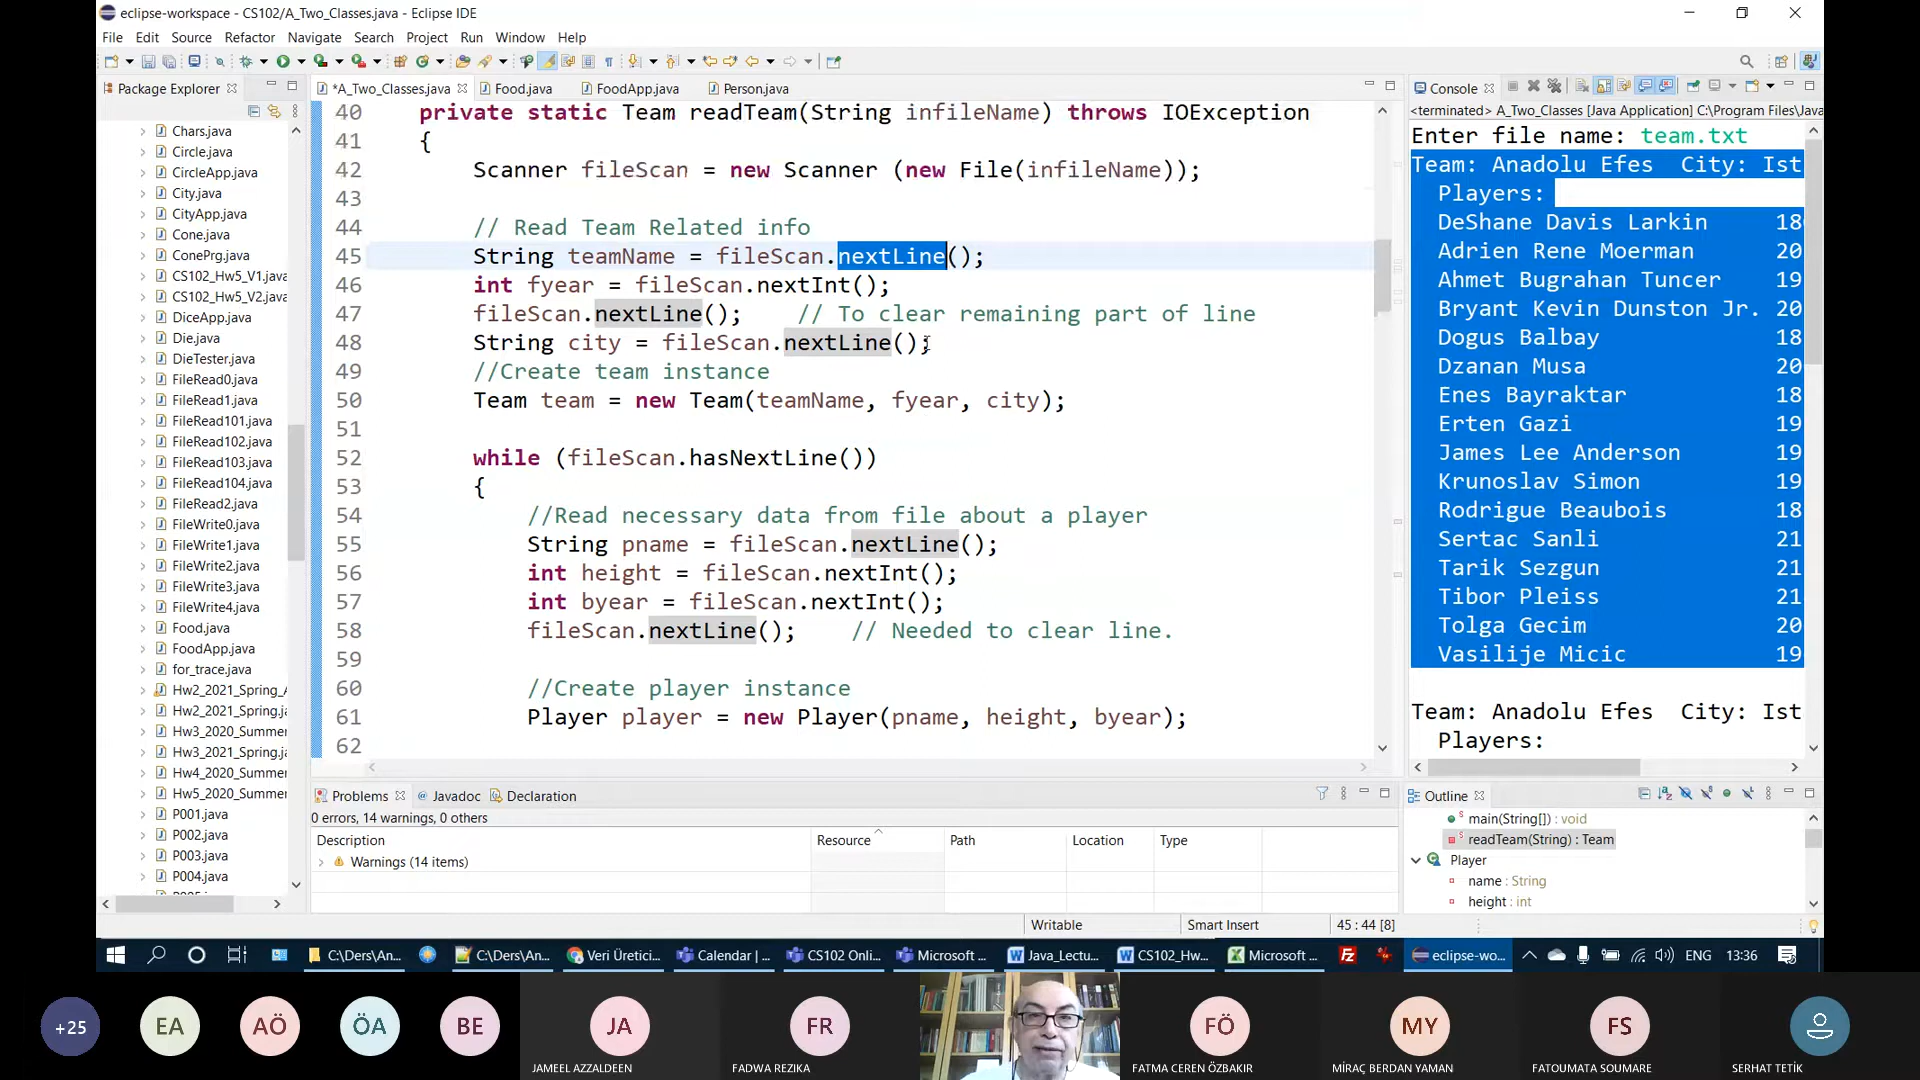 eclipse-workspace - CS102/A_Two_Classes.java - Eclipse IDE
File Edit Source Refactor Navigate Search Project Run Window Help
Package Explorer
*A_Two_Classes.java
Food.java
FoodApp.java
Person.java
Chars.java
Circle.java
CircleApp.java
City.java
CityApp.java
Cone.java
ConePrg.java
CS102_Hw5_V1.java
CS102_Hw5_V2.java
DiceApp.java
Die.java
DieTester.java
FileRead0.java
FileRead1.java
FileRead101.java
FileRead102.java
FileRead103.java
FileRead104.java
FileRead2.java
FileWrite0.java
FileWrite1.java
FileWrite2.java
FileWrite3.java
FileWrite4.java
Food.java
FoodApp.java
for_trace.java
Hw2_2021_Spring_
Hw2_2021_Spring.ja
Hw3_2020_Summer
Hw3_2021_Spring.ja
Hw4_2020_Summer
Hw5_2020_Summer
P001.java
P002.java
P003.java
P004.java
40 private static Team readTeam(String infileName) throws IOException
41 {
42 Scanner fileScan = new Scanner (new File(infileName));
43
44 // Read Team Related info
45 String teamName = fileScan.nextLine();
46 int fyear = fileScan.nextInt();
47 fileScan.nextLine(); // To clear remaining part of line
48 String city = fileScan.nextLine();
49 //Create team instance
50 Team team = new Team(teamName, fyear, city);
51
52 while (fileScan.hasNextLine())
53 {
54 //Read necessary data from file about a player
55 String pname = fileScan.nextLine();
56 int height = fileScan.nextInt();
57 int byear = fileScan.nextInt();
58 fileScan.nextLine(); // Needed to clear line.
59
60 //Create player instance
61 Player player = new Player(pname, height, byear);
62
Console
<terminated> A_Two_Classes [Java Application] C:\Program Files\Java
Enter file name: team.txt
Team: Anadolu Efes City: Ist
Players:
DeShane Davis Larkin 18
Adrien Rene Moerman 20
Ahmet Bugrahan Tuncer 19
Bryant Kevin Dunston Jr. 20
Dogus Balbay 19
Dzanan Musa 20
Enes Bayraktar 18
Erten Gazi 19
James Lee Anderson 19
Krunoslav Simon 19
Rodrigue Beaubois 18
Sertac Sanli 21
Tarik Sezgun 21
Tibor Pleiss 21
Tolga Gecim 20
Vasilije Micic 19
Team: Anadolu Efes City: Ist
Players:
Problems @ Javadoc Declaration
0 errors, 14 warnings, 0 others
Description Resource Path Location Type
Warnings (14 items)
Outline
main(String[]) : void
readTeam(String) : Team
Player
name : String
height : int
Writable Smart Insert 45 : 44 [8]
C:\Ders\An...
C:\Ders\An...
Veri Üretici...
Calendar | ...
CS102 Onli...
Microsoft ...
Java_Lectu...
CS102_Hw...
Microsoft ...
eclipse-wo...
ENG 13:36
+25 EA AÖ ÖA BE JA FR FÖ MY FS
JAMEEL AZZALDEEN FADWA REZIKA FATMA CEREN ÖZBAKIR MİRAÇ BERDAN YAMAN FATOUMATA SOUMARE SERHAT TETİK